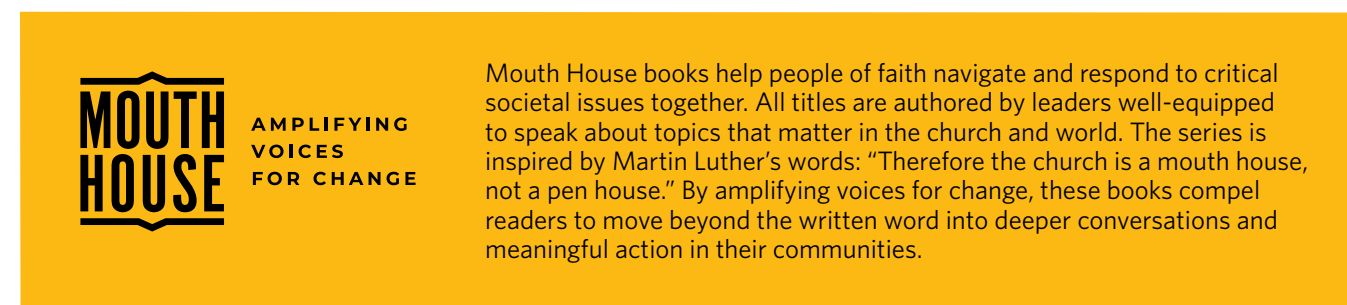 MOUTH
HOUSE
AMPLIFYING
VOICES
FOR CHANGE
Mouth House books help people of faith navigate and respond to critical
societal issues together. All titles are authored by leaders well-equipped
to speak about topics that matter in the church and world. The series is
inspired by Martin Luther’s words: “Therefore the church is a mouth house,
not a pen house.” By amplifying voices for change, these books compel
readers to move beyond the written word into deeper conversations and
meaningful action in their communities.